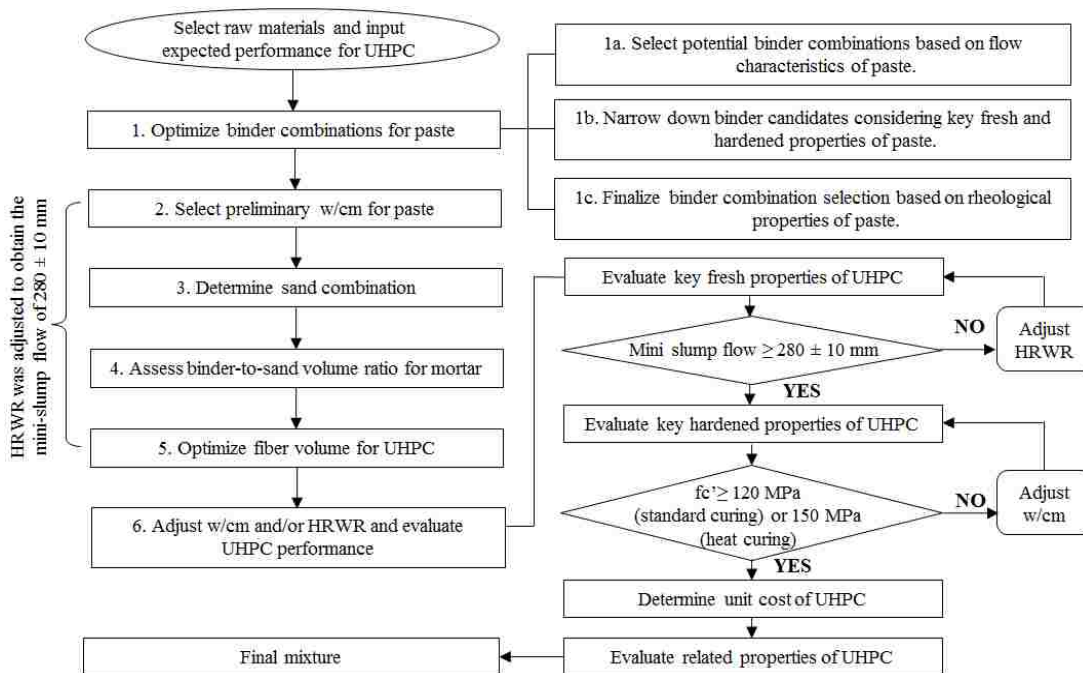 Select raw materials and input
expected performance for UHPC
1. Optimize binder combinations for paste
1a. Select potential binder combinations based on flow
characteristics of paste.
1b. Narrow down binder candidates considering key fresh and
hardened properties of paste.
1c. Finalize binder combination selection based on rheological
properties of paste.
HRWR was adjusted to obtain the
mini-slump flow of 280 ± 10 mm
2. Select preliminary w/cm for paste
3. Determine sand combination
4. Assess binder-to-sand volume ratio for mortar
5. Optimize fiber volume for UHPC
6. Adjust w/cm and/or HRWR and evaluate
UHPC performance
Evaluate key fresh properties of UHPC
Mini slump flow ≥ 280 ± 10 mm
NO
Adjust
HRWR
YES
Evaluate key hardened properties of UHPC
fc’≥ 120 MPa
(standard curing) or 150 MPa
(heat curing)
NO
Adjust
w/cm
YES
Determine unit cost of UHPC
Evaluate related properties of UHPC
Final mixture